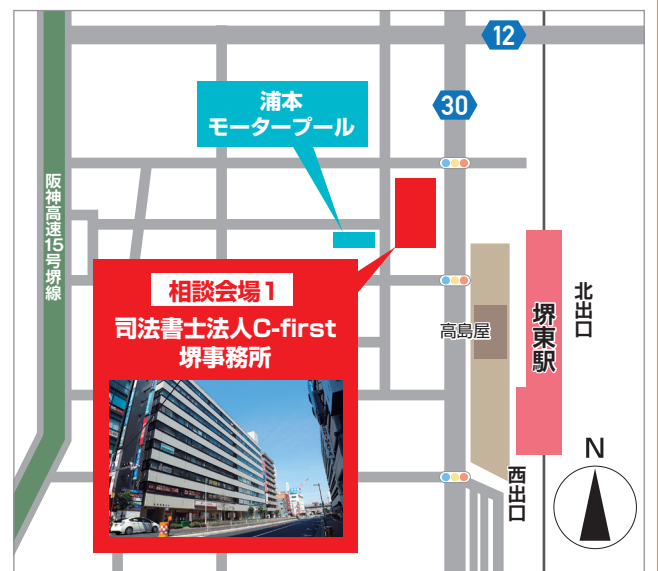 12
30
浦本
モータープール
阪神高速15号堺線
相談会場1
司法書士法人C-first
堺事務所
高島屋
堺東駅
北出口
西出口
N